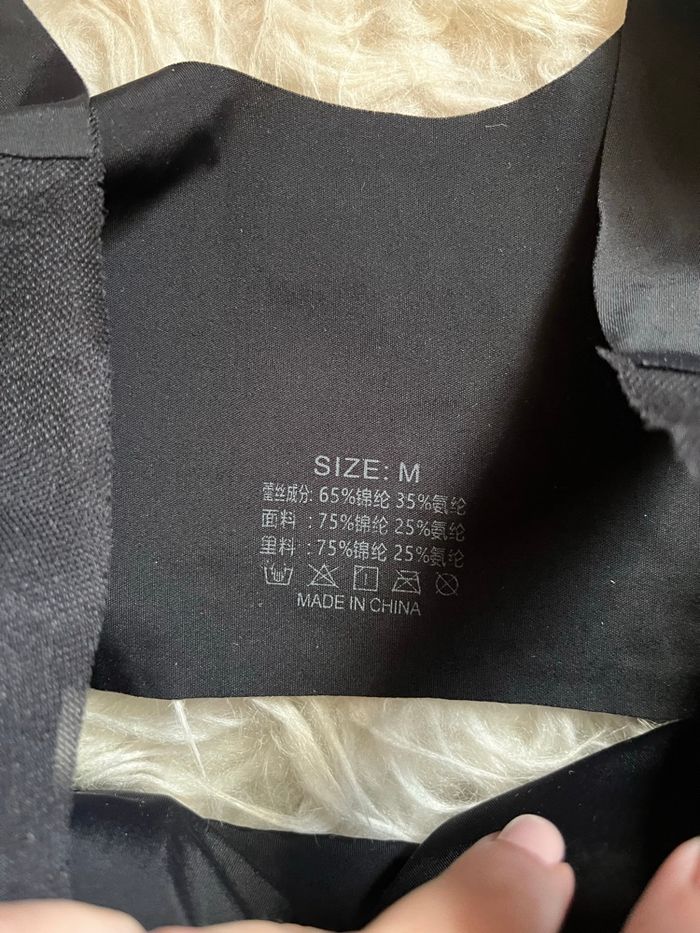 SIZE: M
蕾丝成分: 65%锦纶 35%氨纶
面料 : 75%锦纶 25%氨纶
里料 : 75%锦纶 25%氨纶
MADE IN CHINA